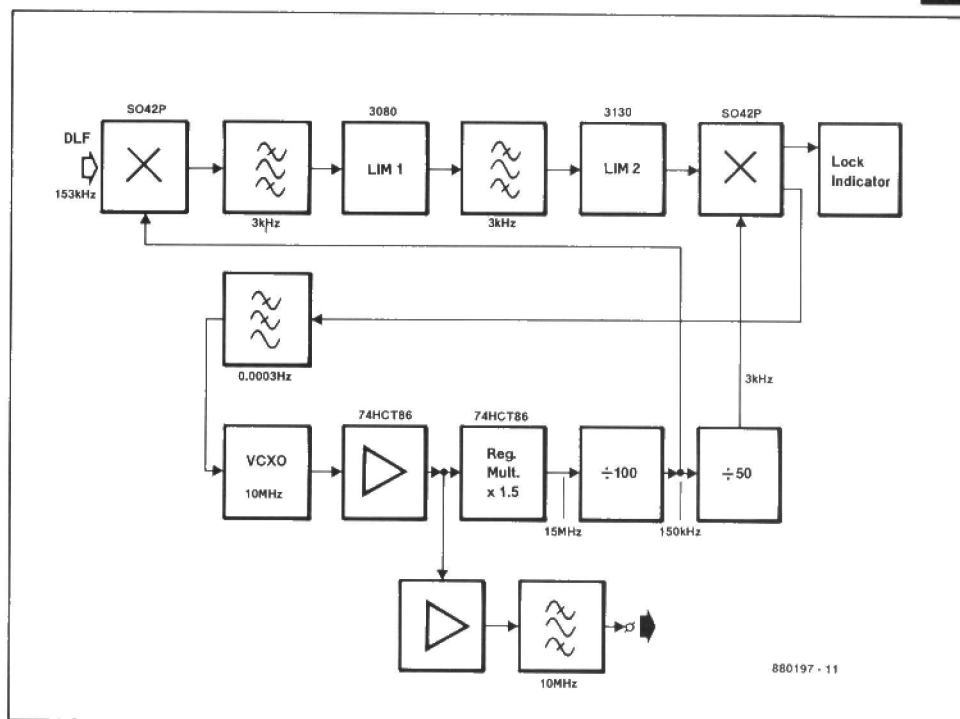 SO42P
3080
3130
SO42P
DLF
153kHz
LIM 1
LIM 2
Lock
Indicator
3kHz
3kHz
0.0003Hz
3kHz
74HCT86
74HCT86
VCXO
10MHz
Reg.
Mult.
x 1.5
÷100
÷50
15MHz
150kHz
10MHz
880197 - 11